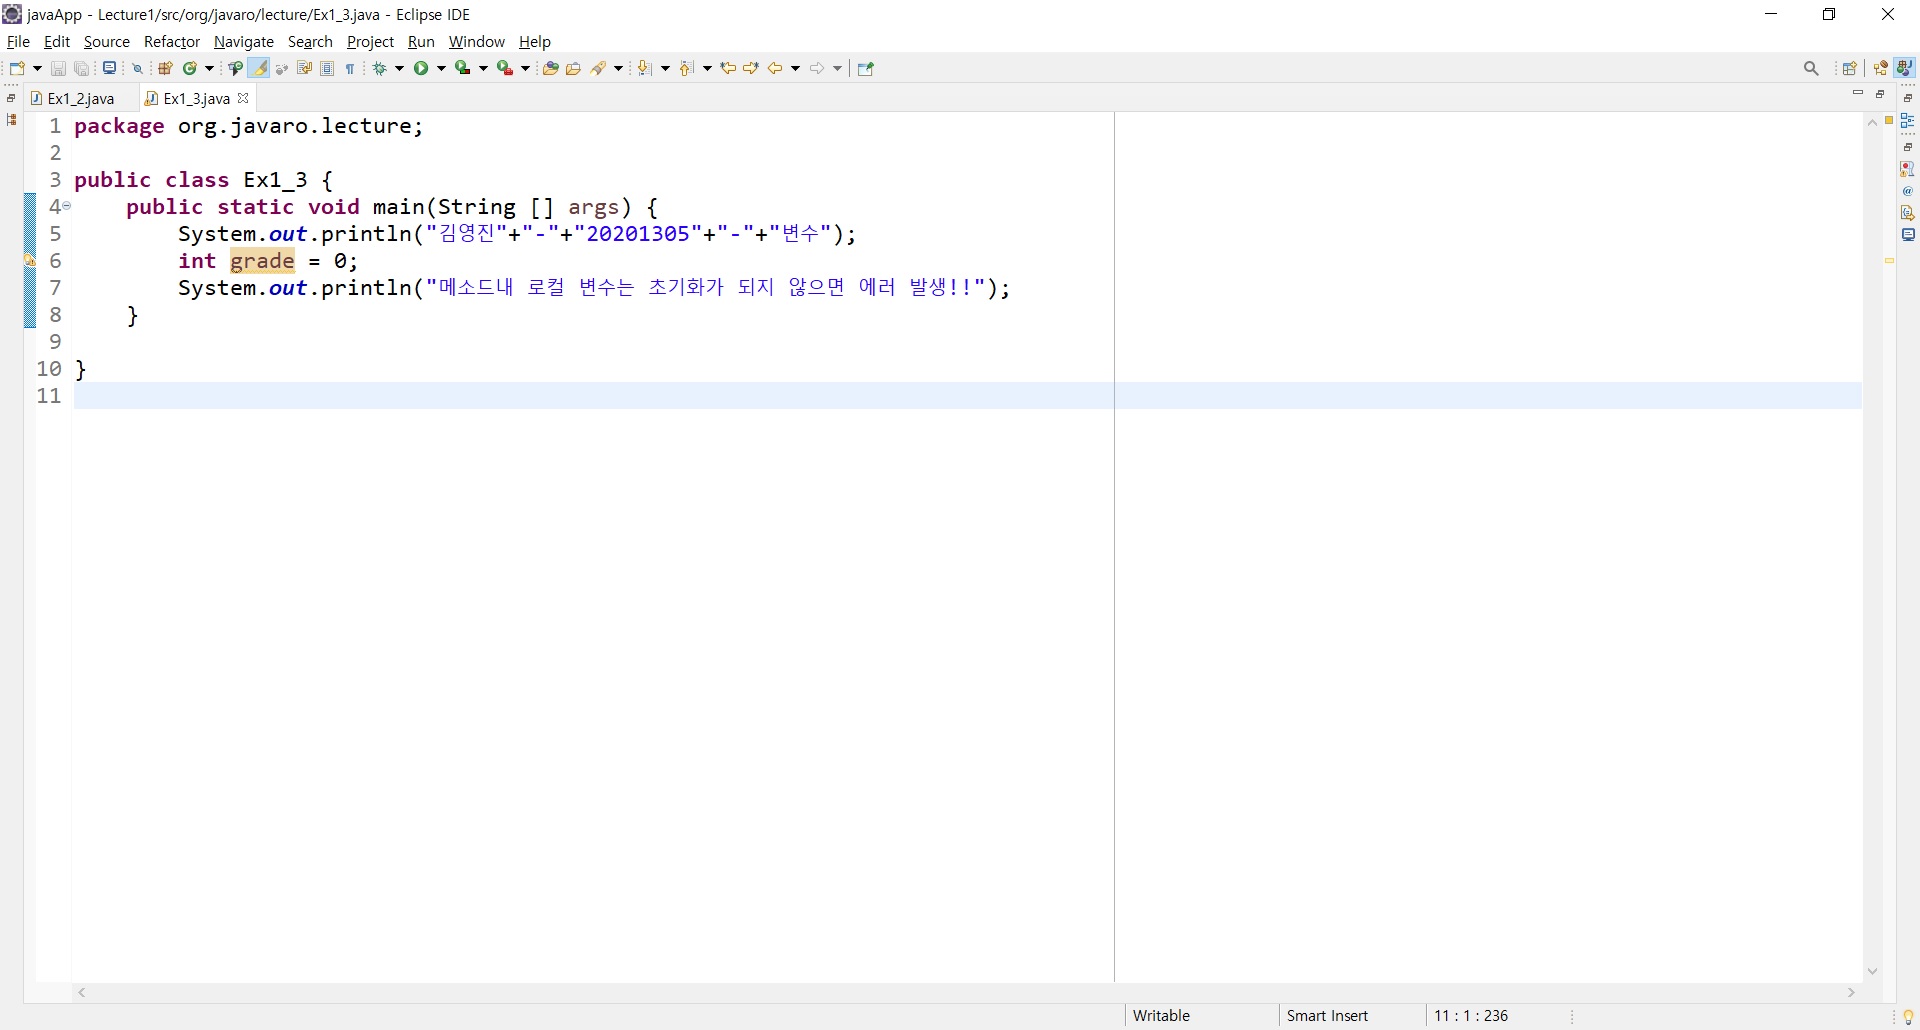 javaApp - Lecture1/src/org/javaro/lecture/Ex1_3.java - Eclipse IDE
File Edit Source Refactor Navigate Search Project Run Window Help
Ex1_2.java Ex1_3.java
1 package org.javaro.lecture;
2
3 public class Ex1_3 {
4 public static void main(String [] args) {
5 System.out.println("김영진"+"-"+"20201305"+"-"+"변수");
6 int grade = 0;
7 System.out.println("메소드내 로컬 변수는 초기화가 되지 않으면 에러 발생!!");
8 }
9
10 }
11
Writable Smart Insert 11 : 1 : 236